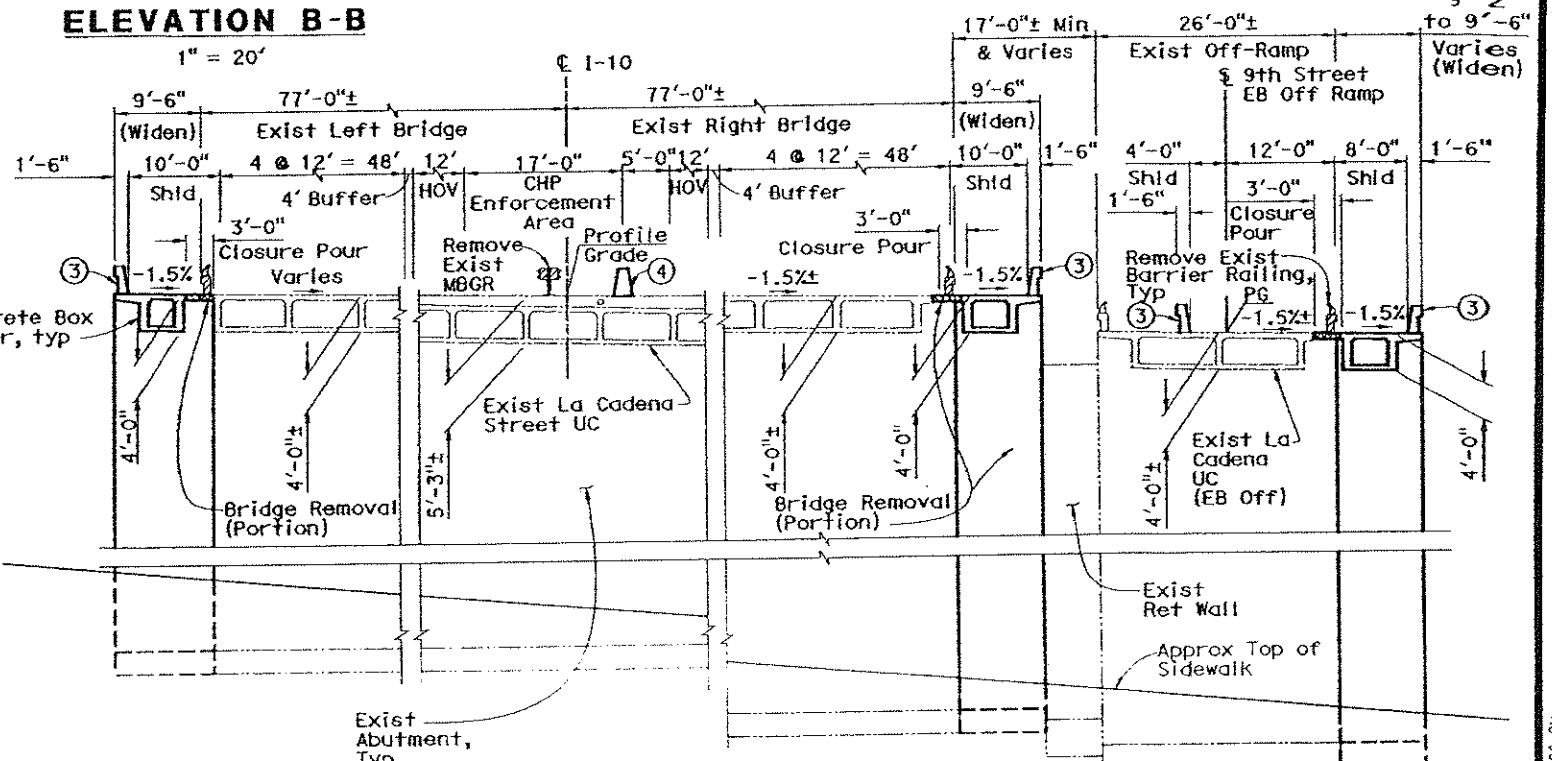 ELEVATION B-B
1" = 20'
17'-0"± Min
& Varies
26'-0"±
Exist Off-Ramp
to 9'-6"
Varies
(Widen)
℄ I-10
℄ 9th Street
EB Off Ramp
9'-6"
(Widen)
77'-0"±
Exist Left Bridge
77'-0"±
Exist Right Bridge
9'-6"
(Widen)
1'-6"
10'-0"
Shld
4 @ 12' = 48'
4' Buffer
12'
HOV
17'-0"
CHP
Enforcement
Area
5'-0"
12'
HOV
4' Buffer
4 @ 12' = 48'
10'-0"
Shld
1'-6"
4'-0"
Shld
12'-0"
8'-0"
Shld
1'-6"
1'-6"
3'-0"
Closure
Pour
3'-0"
Closure Pour
Varies
Remove
Exist
MBGR
Profile
Grade
3'-0"
Closure Pour
Remove Exist
Barrier Railing,
Typ
PG
3
-1.5%
4
-1.5%±
-1.5%
3
3
-1.5%±
-1.5%
3
rete Box
r, typ
4'-0"
4'-0"±
5'-3"±
Exist La Cadena
Street UC
4'-0"±
4'-0"
4'-0"±
Exist La
Cadena
UC
(EB Off)
4'-0"
Bridge Removal
(Portion)
Bridge Removal
(Portion)
Exist
Ret Wall
Approx Top of
Sidewalk
Exist
Abutment,
Typ